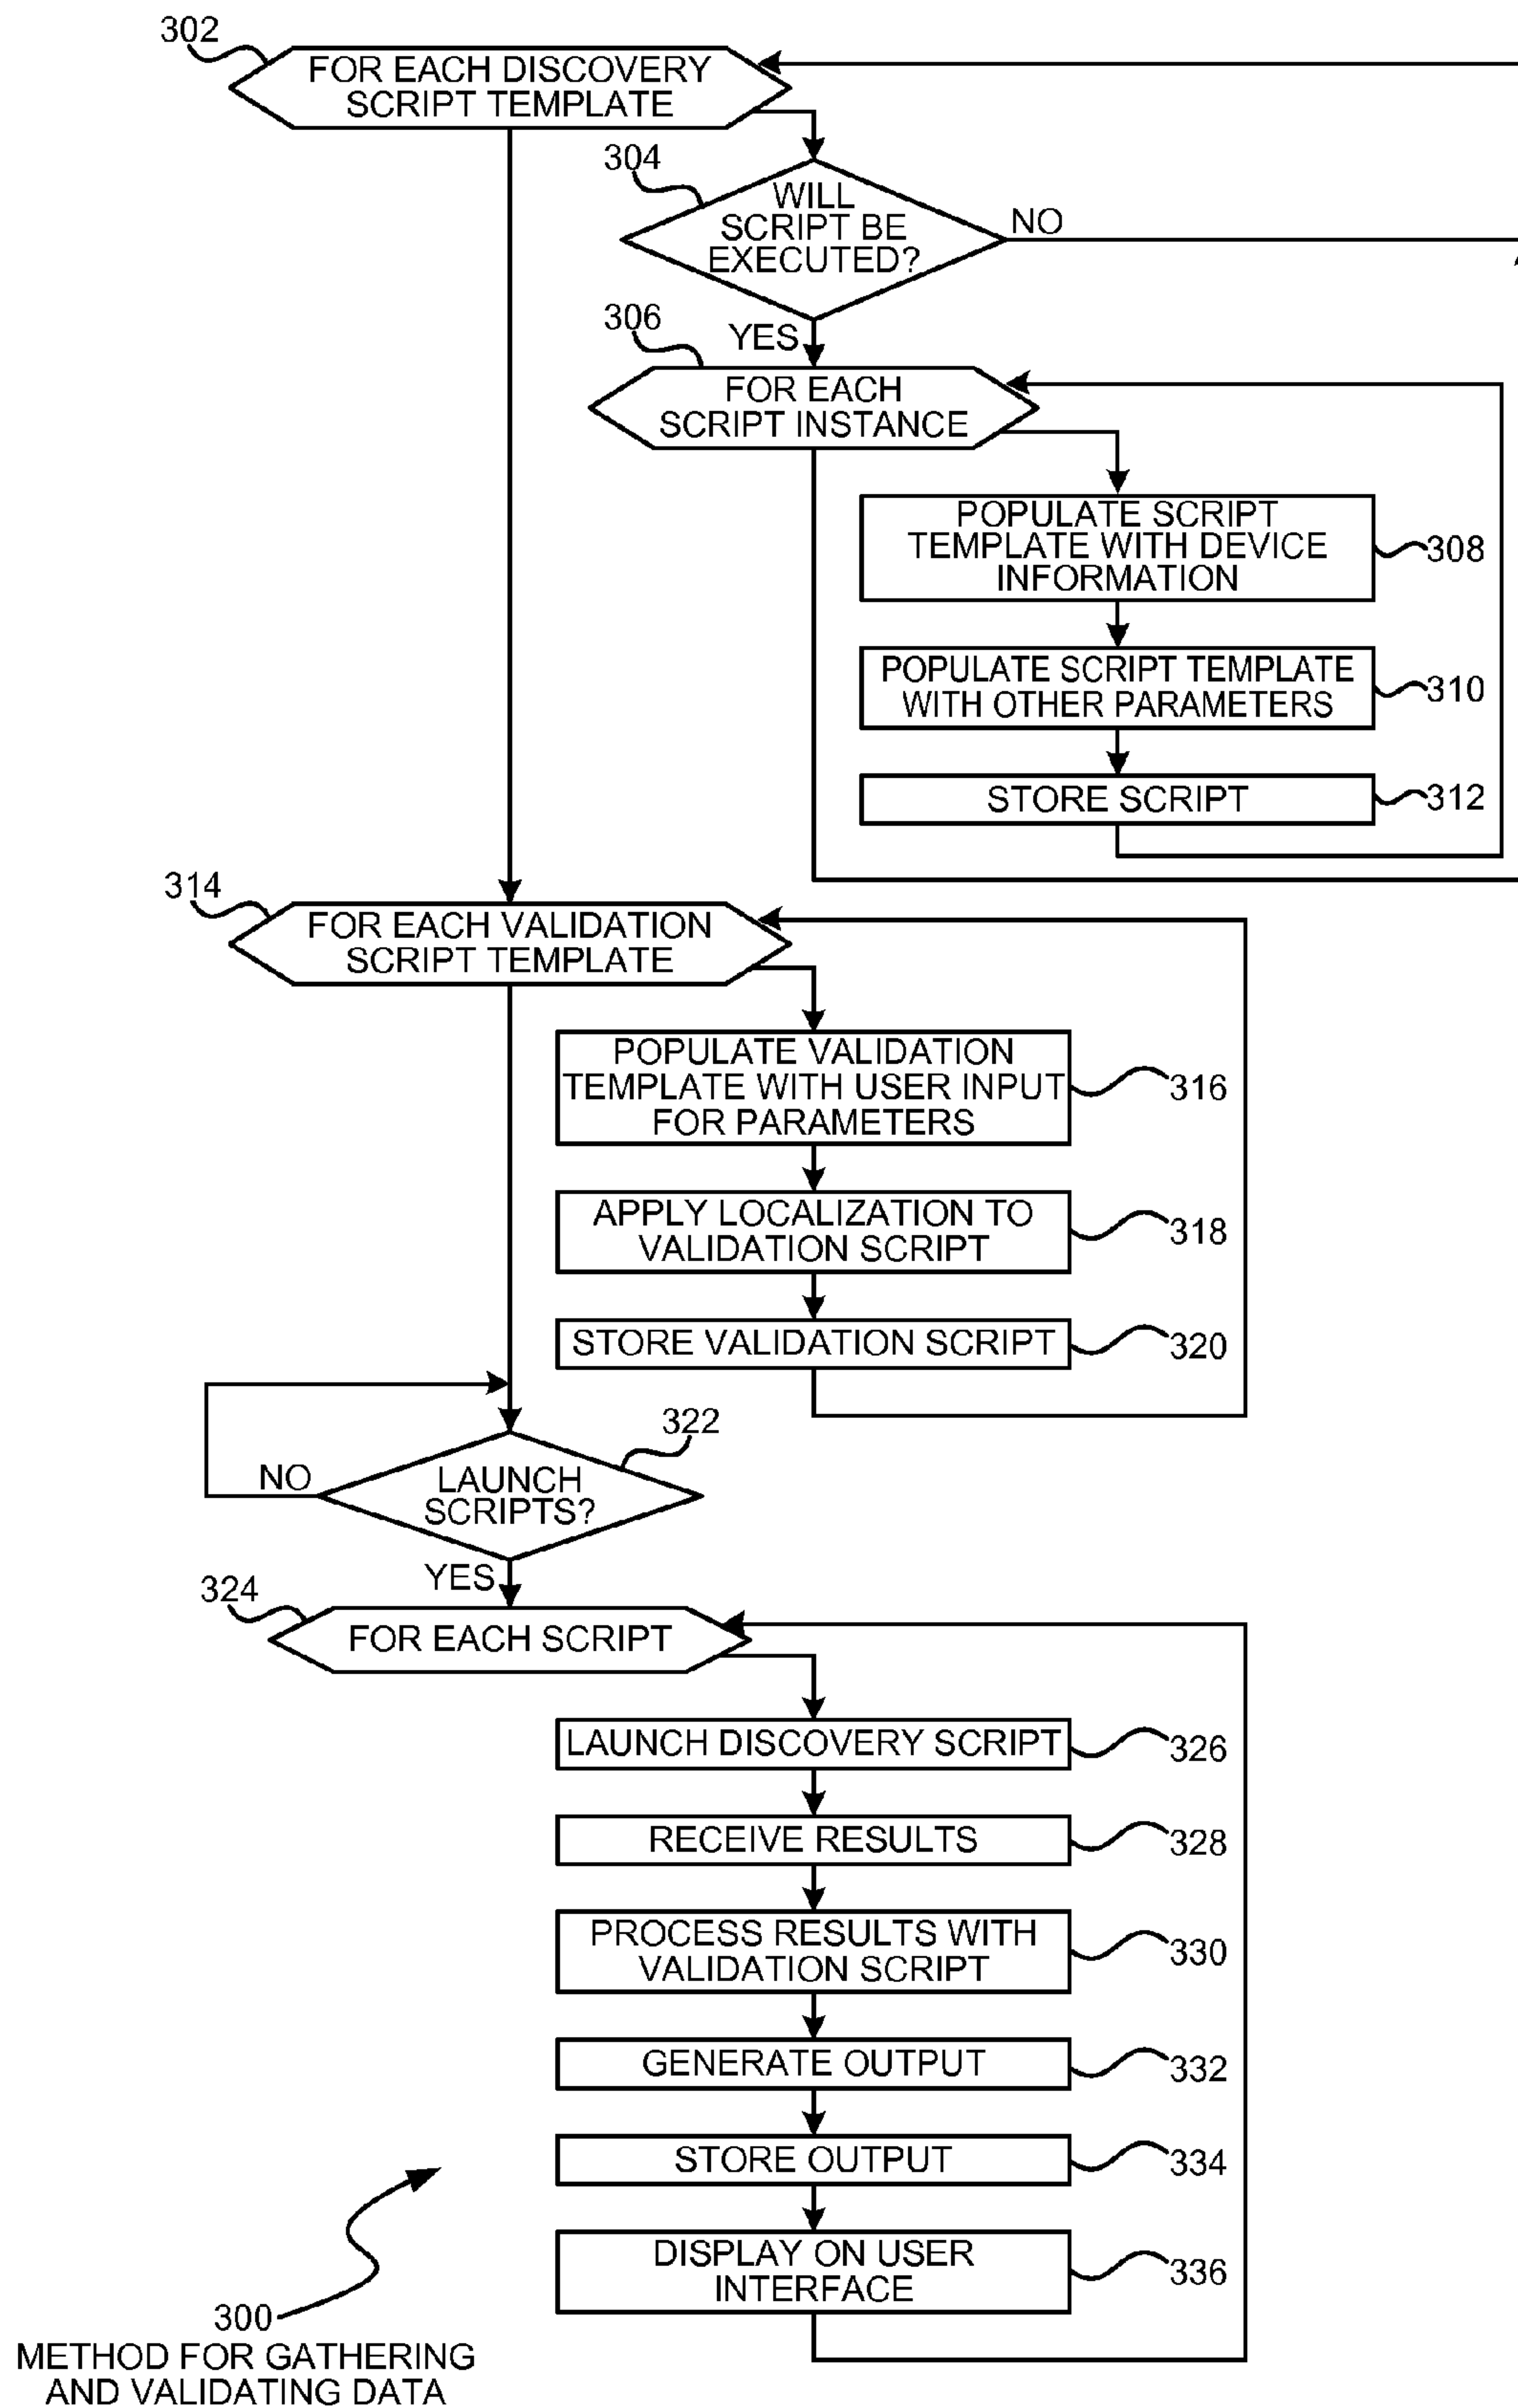 302
FOR EACH DISCOVERY
SCRIPT TEMPLATE
304
WILL
SCRIPT BE
EXECUTED?
NO
YES
306
FOR EACH
SCRIPT INSTANCE
POPULATE SCRIPT
TEMPLATE WITH DEVICE
INFORMATION
308
POPULATE SCRIPT TEMPLATE
WITH OTHER PARAMETERS
310
STORE SCRIPT
312
314
FOR EACH VALIDATION
SCRIPT TEMPLATE
POPULATE VALIDATION
TEMPLATE WITH USER INPUT
FOR PARAMETERS
316
APPLY LOCALIZATION TO
VALIDATION SCRIPT
318
STORE VALIDATION SCRIPT
320
322
LAUNCH
SCRIPTS?
NO
YES
324
FOR EACH SCRIPT
LAUNCH DISCOVERY SCRIPT
326
RECEIVE RESULTS
328
PROCESS RESULTS WITH
VALIDATION SCRIPT
330
GENERATE OUTPUT
332
STORE OUTPUT
334
DISPLAY ON USER
INTERFACE
336
300
METHOD FOR GATHERING
AND VALIDATING DATA